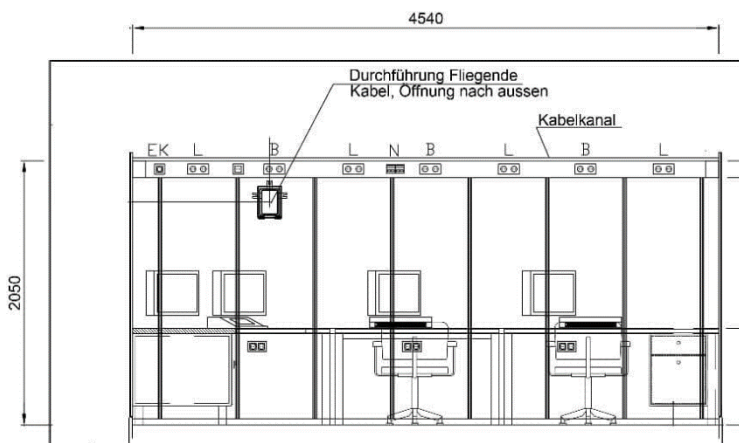 4540
Durchführung Fliegende
Kabel, Öffnung nach aussen
Kabelkanal
EK L B L N B L B L
2050